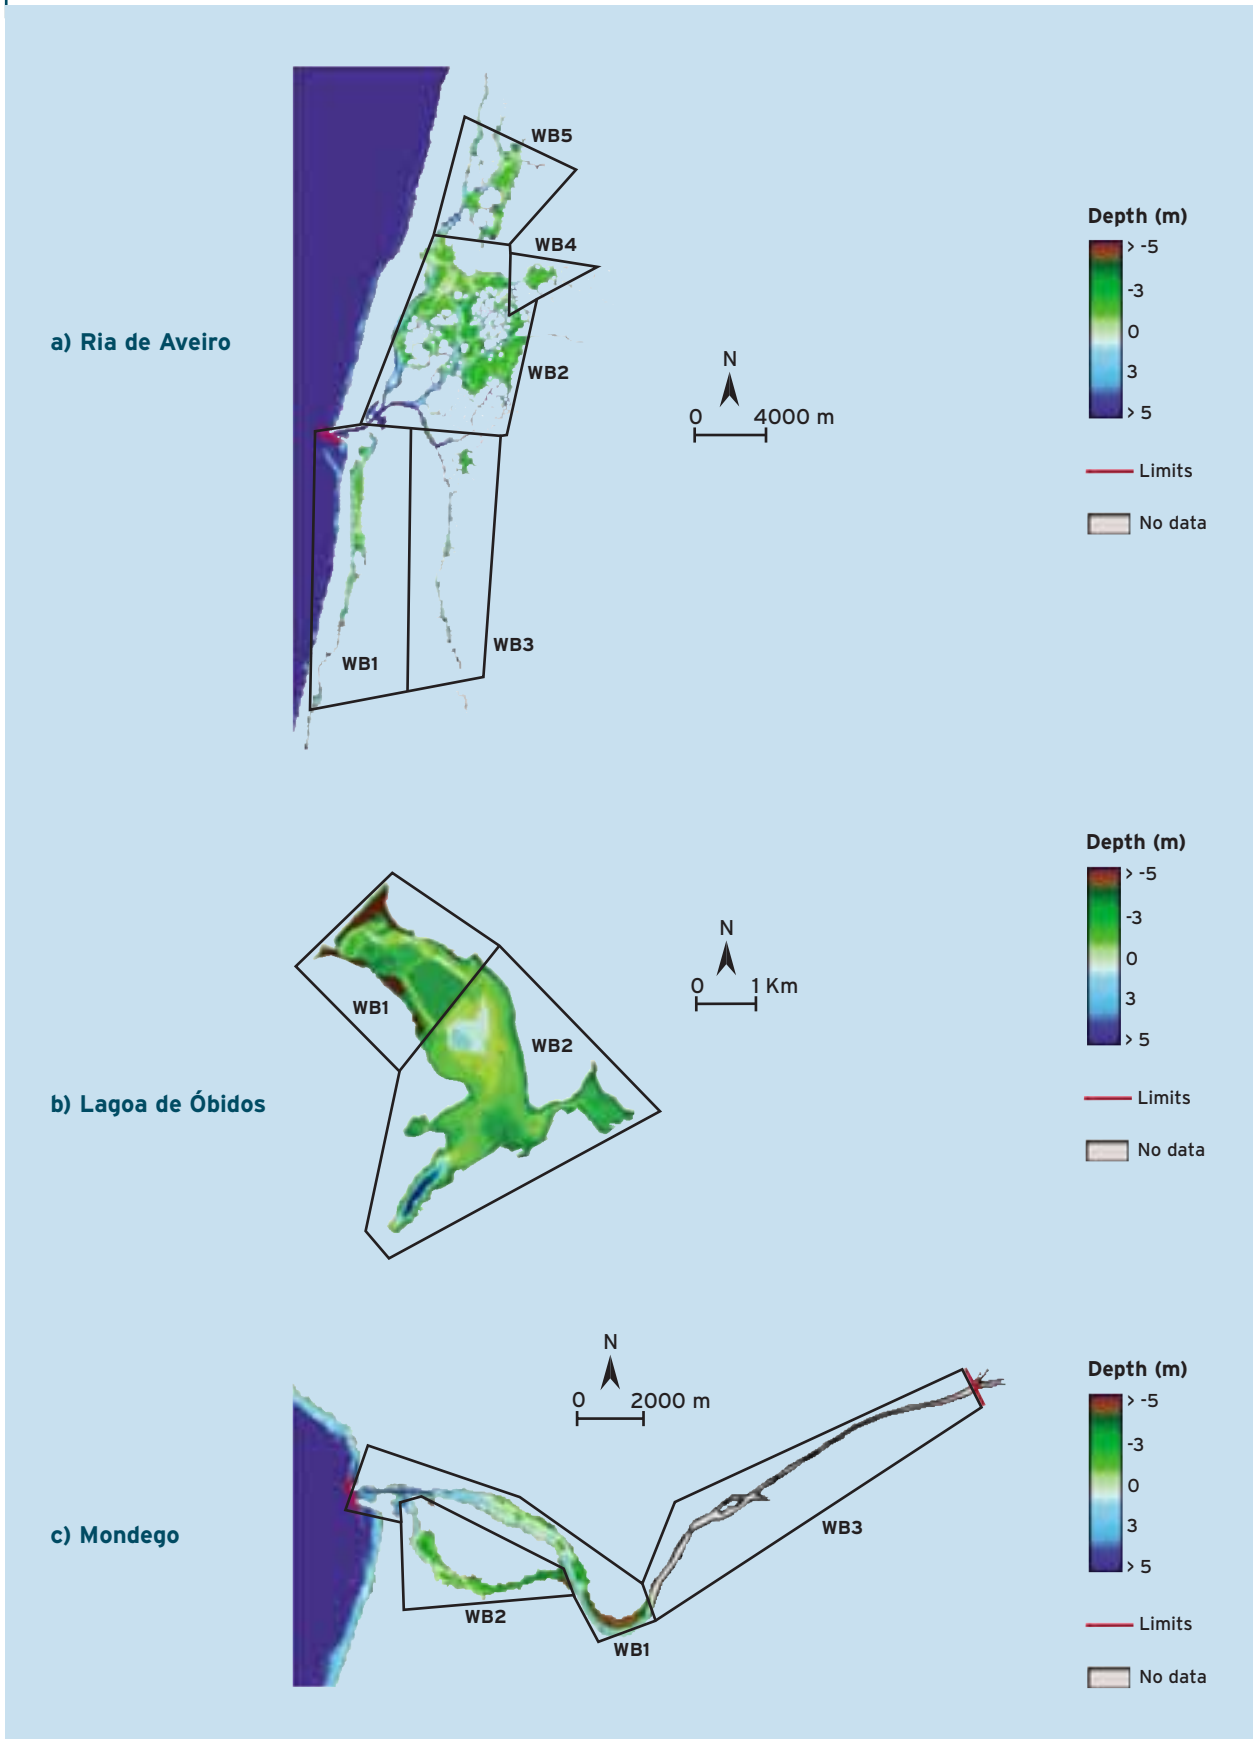 WB5
Depth (m)
> -5
-3
0
3
> 5
WB4
a) Ria de Aveiro
WB2
N
0 4000 m
Limits
No data
WB1
WB3
Depth (m)
> -5
-3
0
3
> 5
N
0 1 Km
WB1
WB2
b) Lagoa de Óbidos
Limits
No data
N
0 2000 m
Depth (m)
> -5
-3
0
3
> 5
c) Mondego
WB3
WB2
WB1
Limits
No data